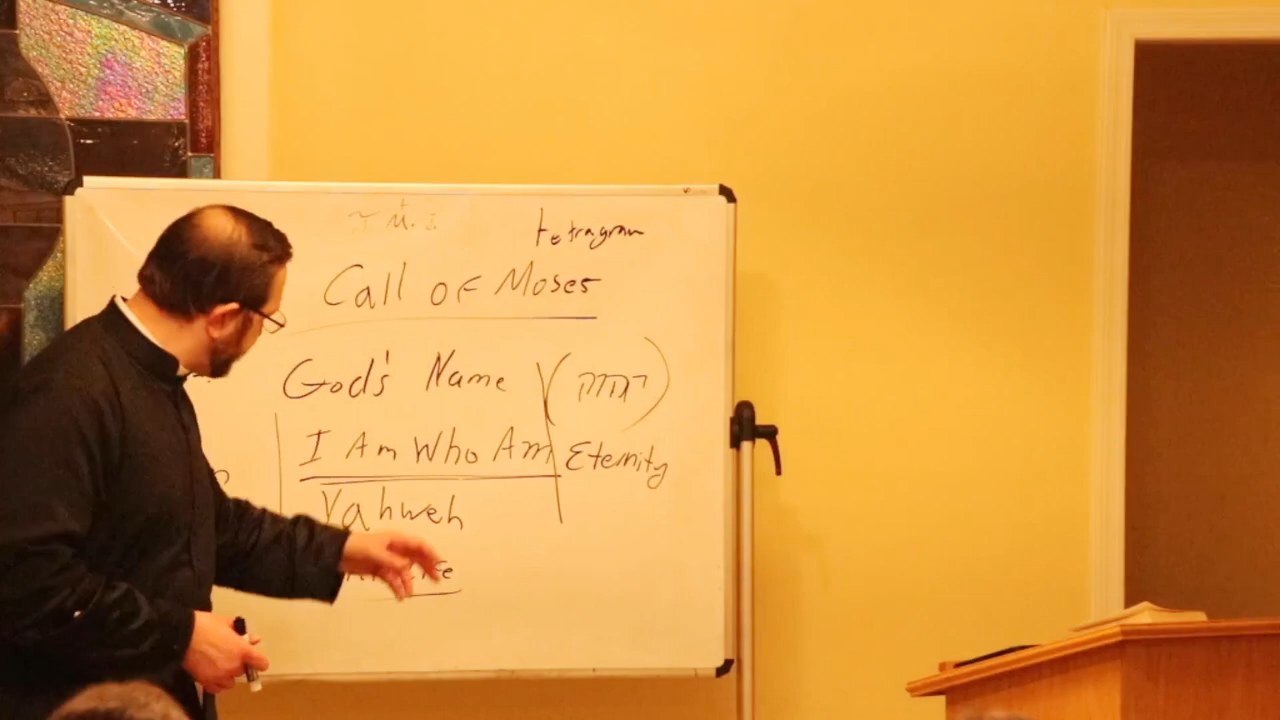 tetragram
Call of Moses
God's Name (יהוה)
I Am Who Am Eternity
Yahweh